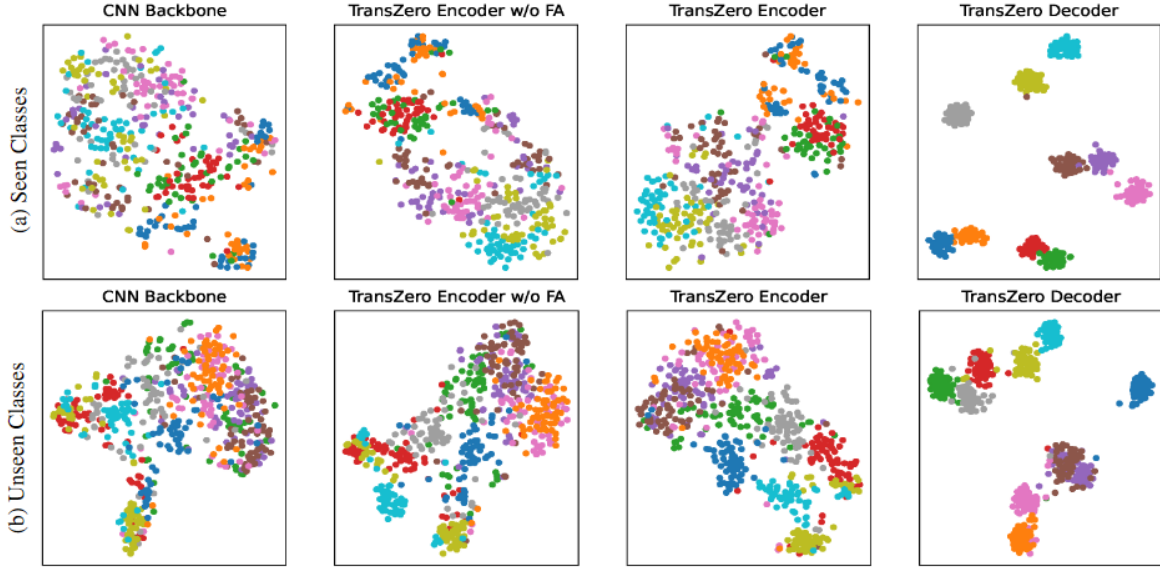 CNN Backbone
TransZero Encoder w/o FA
TransZero Encoder
TransZero Decoder
(a) Seen Classes
CNN Backbone
TransZero Encoder w/o FA
TransZero Encoder
TransZero Decoder
(b) Unseen Classes